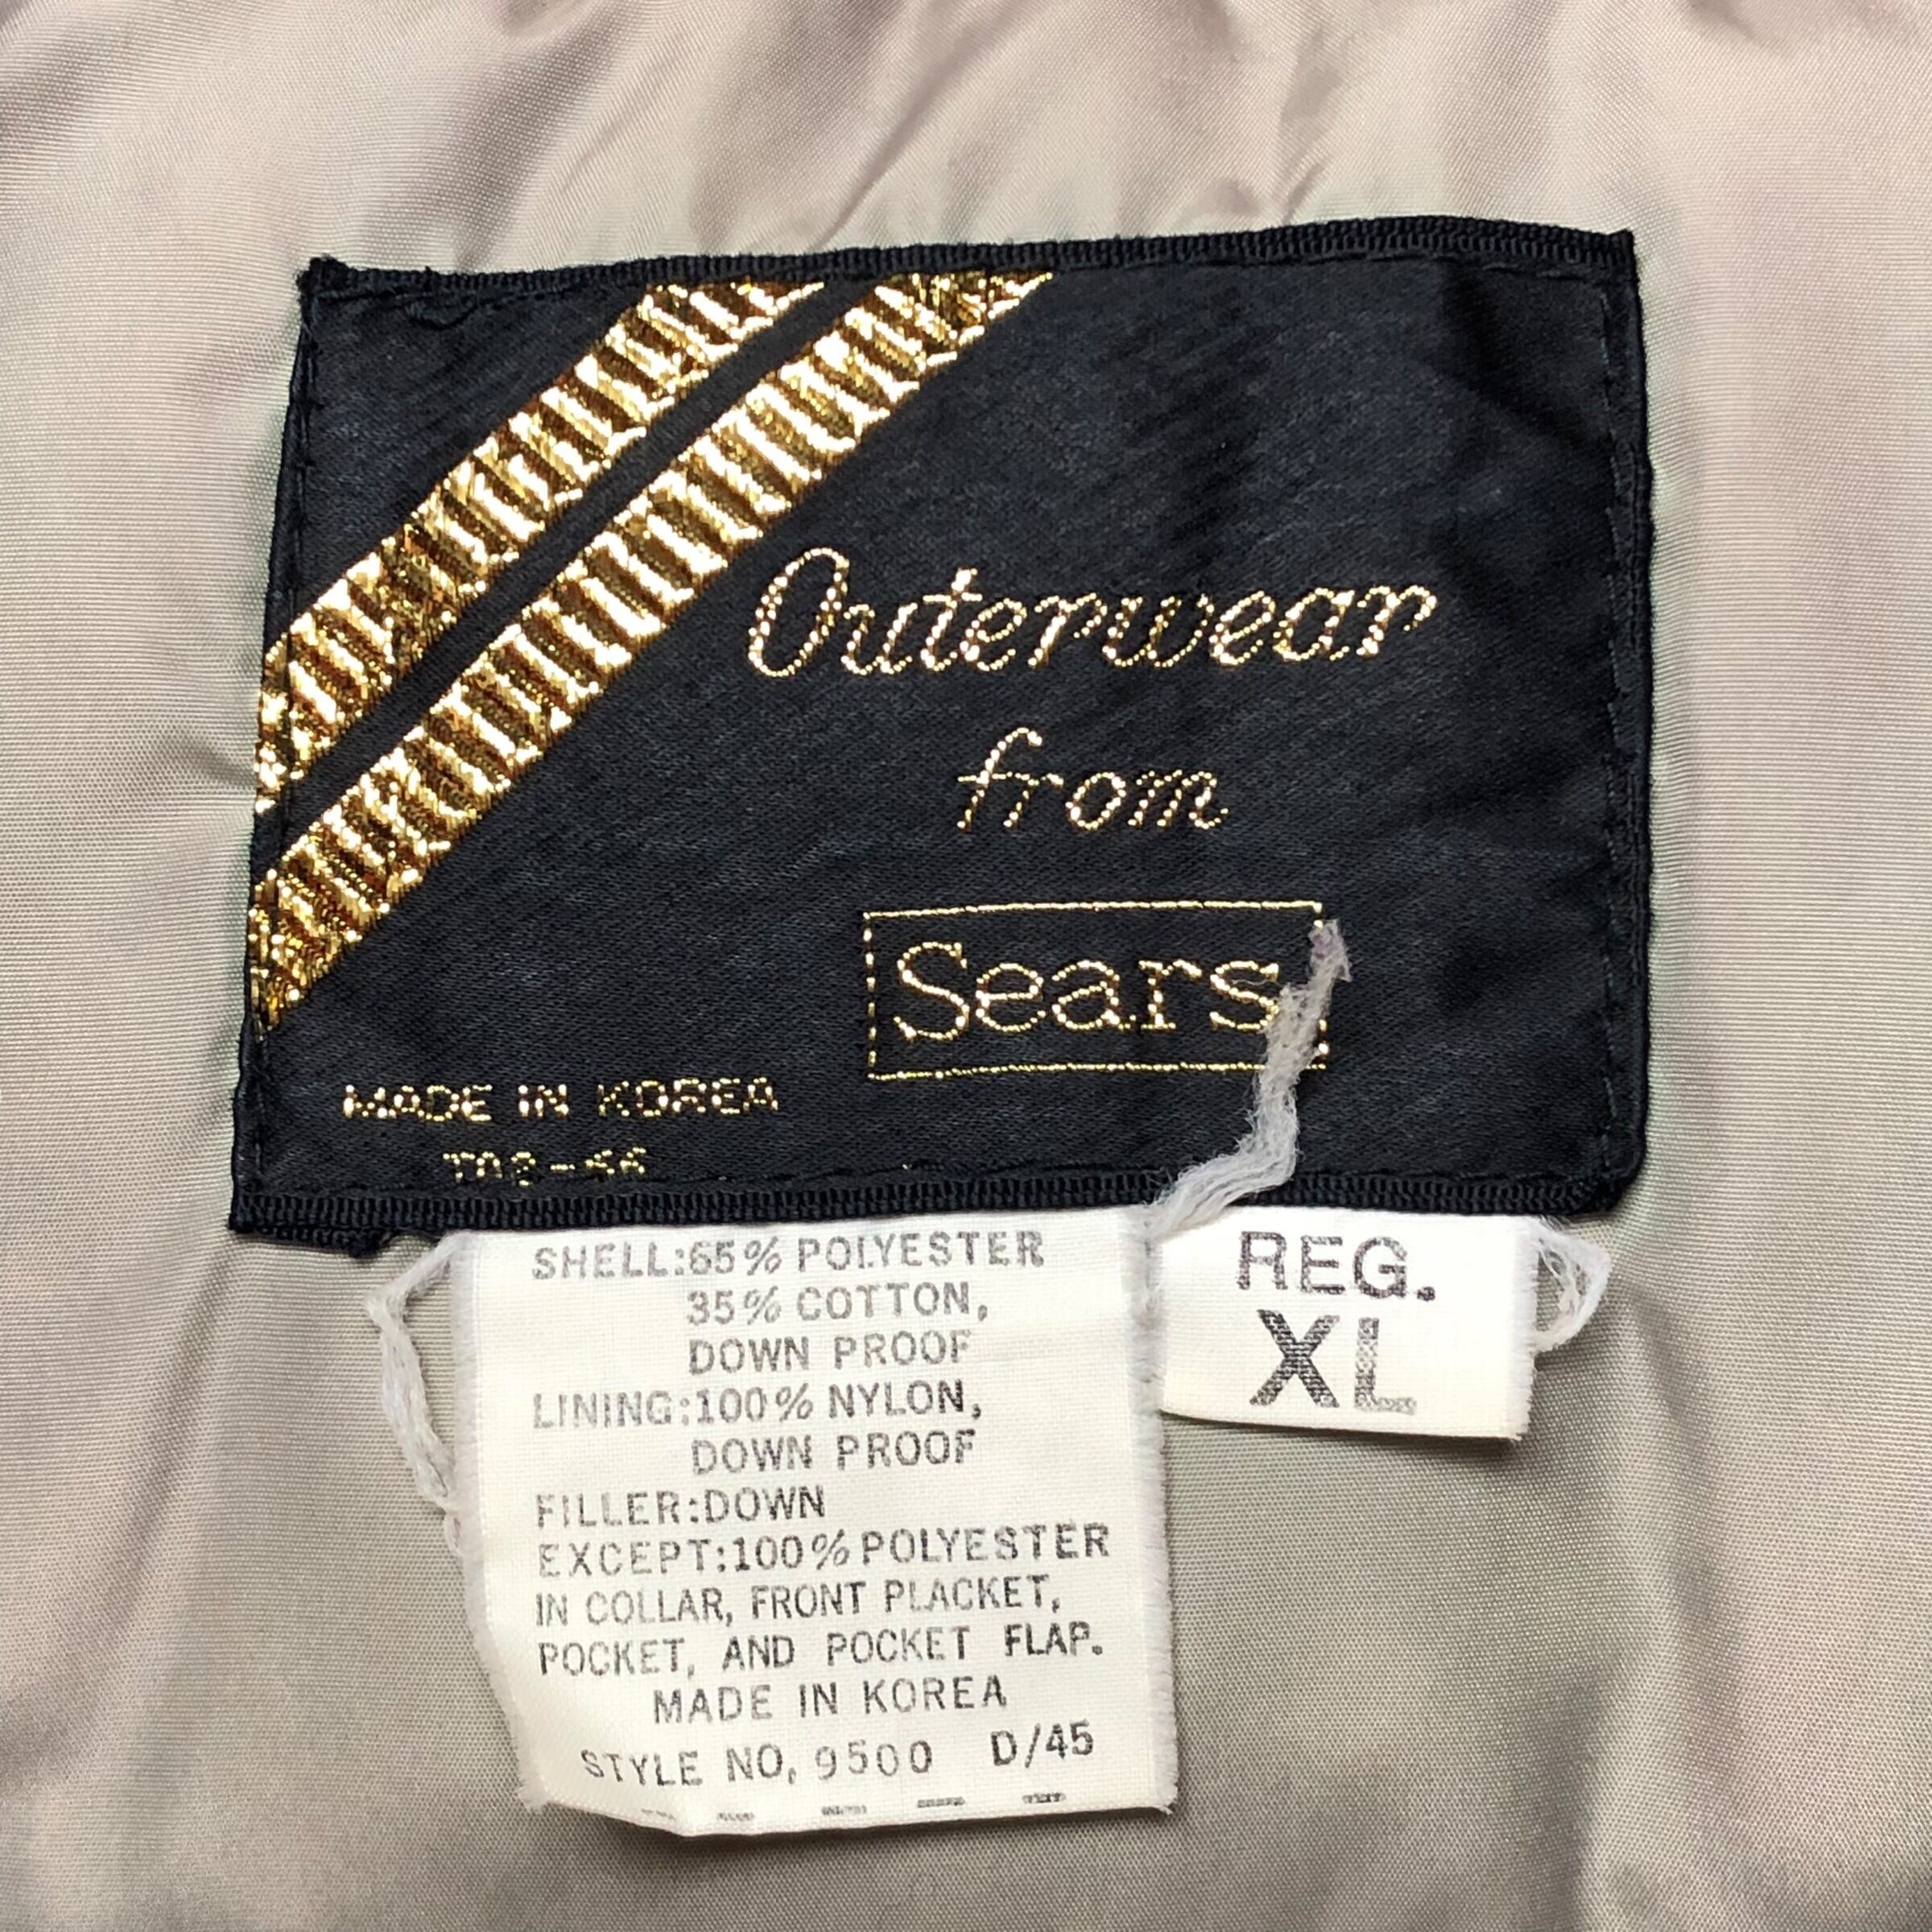 Outerwear
from
Sears
MADE IN KOREA
SHELL:65% POLYESTER
35% COTTON,
DOWN PROOF
LINING:100% NYLON,
DOWN PROOF
FILLER:DOWN
EXCEPT:100% POLYESTER
IN COLLAR, FRONT PLACKET,
POCKET, AND POCKET FLAP.
MADE IN KOREA
STYLE NO, 9500 D/45
REG.
XL